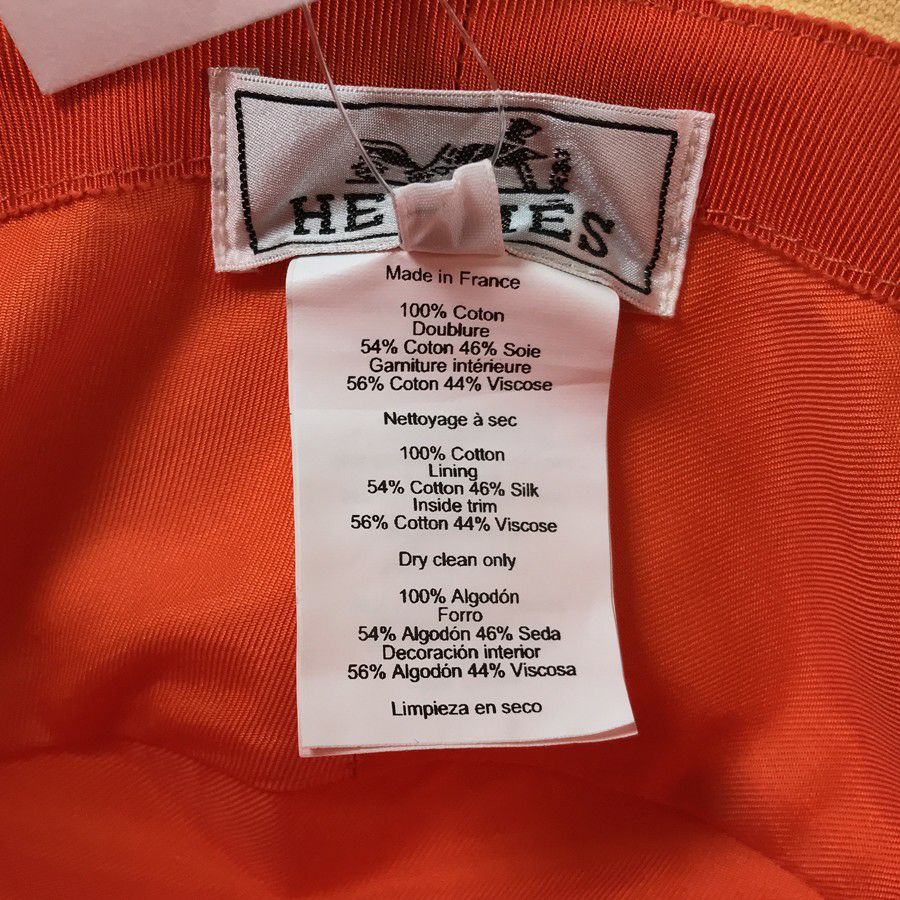 HERMÈS
Made in France
100% Coton
Doublure
54% Coton 46% Soie
Garniture intérieure
56% Coton 44% Viscose
Nettoyage à sec
100% Cotton
Lining
54% Cotton 46% Silk
Inside trim
56% Cotton 44% Viscose
Dry clean only
100% Algodón
Forro
54% Algodón 46% Seda
Decoración interior
56% Algodón 44% Viscosa
Limpieza en seco